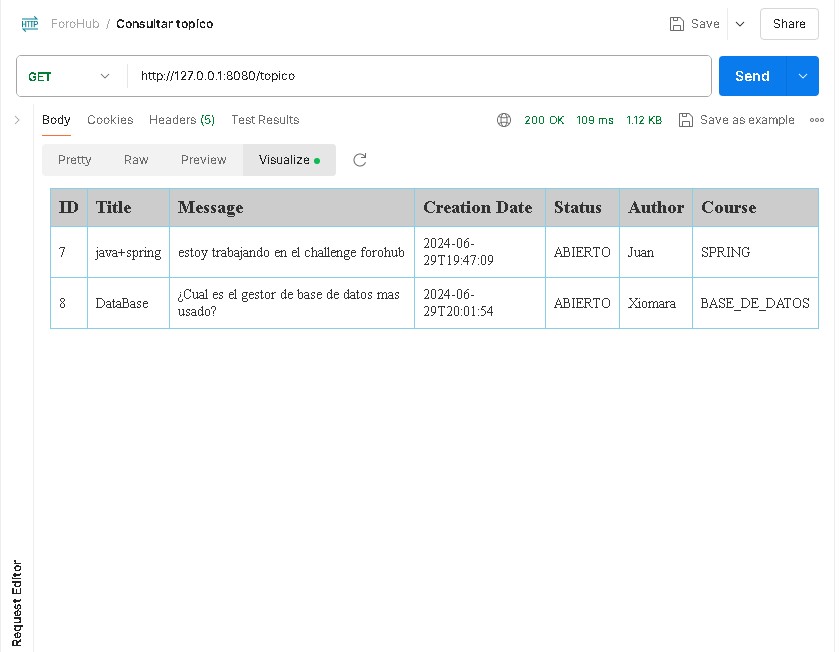 HTTP ForoHub / Consultar topíco Save Share
GET http://127.0.0.1:8080/topico Send
Body Cookies Headers (5) Test Results 200 OK 109 ms 1.12 KB Save as example
Pretty Raw Preview Visualize
ID Title Message Creation Date Status Author Course
7 java+spring estoy trabajando en el challenge forohub 2024-06-
29T19:47:09 ABIERTO Juan SPRING
8 DataBase ¿Cual es el gestor de base de datos mas
usado? 2024-06-
29T20:01:54 ABIERTO Xiomara BASE_DE_DATOS
Request Editor